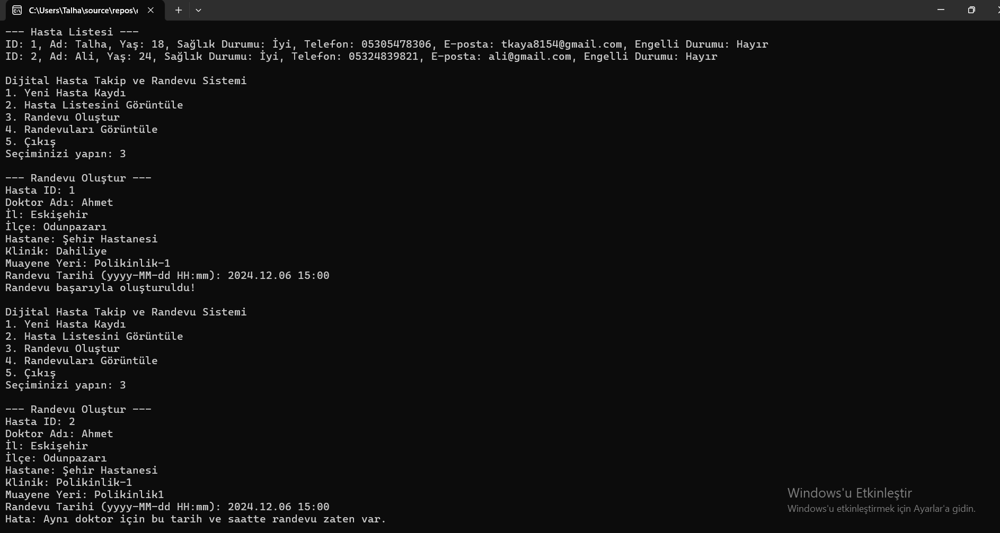 C:\Users\Talha\source\repos\
--- Hasta Listesi ---
ID: 1, Ad: Talha, Yaş: 18, Sağlık Durumu: İyi, Telefon: 05305478306, E-posta: tkaya8154@gmail.com, Engelli Durumu: Hayır
ID: 2, Ad: Ali, Yaş: 24, Sağlık Durumu: İyi, Telefon: 05324839821, E-posta: ali@gmail.com, Engelli Durumu: Hayır
Dijital Hasta Takip ve Randevu Sistemi
1. Yeni Hasta Kaydı
2. Hasta Listesini Görüntüle
3. Randevu Oluştur
4. Randevuları Görüntüle
5. Çıkış
Seçiminizi yapın: 3
--- Randevu Oluştur ---
Hasta ID: 1
Doktor Adı: Ahmet
İl: Eskişehir
İlçe: Odunpazarı
Hastane: Şehir Hastanesi
Klinik: Dahiliye
Muayene Yeri: Polikinlik-1
Randevu Tarihi (yyyy-MM-dd HH:mm): 2024.12.06 15:00
Randevu başarıyla oluşturuldu!
Dijital Hasta Takip ve Randevu Sistemi
1. Yeni Hasta Kaydı
2. Hasta Listesini Görüntüle
3. Randevu Oluştur
4. Randevuları Görüntüle
5. Çıkış
Seçiminizi yapın: 3
--- Randevu Oluştur ---
Hasta ID: 2
Doktor Adı: Ahmet
İl: Eskişehir
İlçe: Odunpazarı
Hastane: Şehir Hastanesi
Klinik: Polikinlik-1
Muayene Yeri: Polikinlik1
Randevu Tarihi (yyyy-MM-dd HH:mm): 2024.12.06 15:00
Hata: Aynı doktor için bu tarih ve saatte randevu zaten var.
Windows'u Etkinleştir
Windows'u etkinleştirmek için Ayarlar'a gidin.